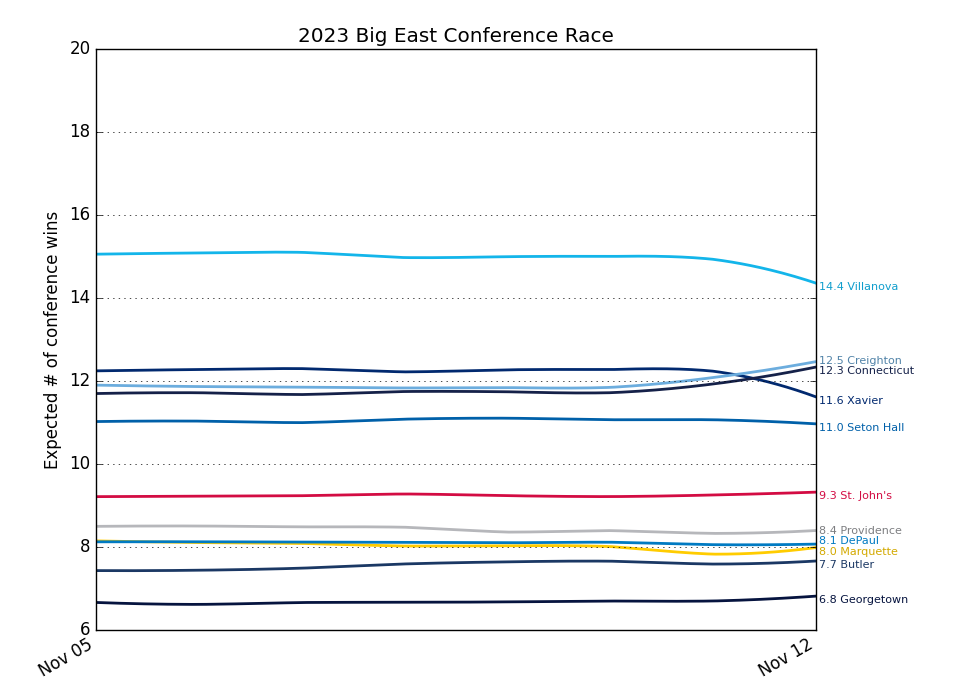 2023 Big East Conference Race
Expected # of conference wins
20
18
16
14
12
10
8
6
Nov 05
Nov 12
14.4 Villanova
12.5 Creighton
12.3 Connecticut
11.6 Xavier
11.0 Seton Hall
9.3 St. John's
8.4 Providence
8.1 DePaul
8.0 Marquette
7.7 Butler
6.8 Georgetown